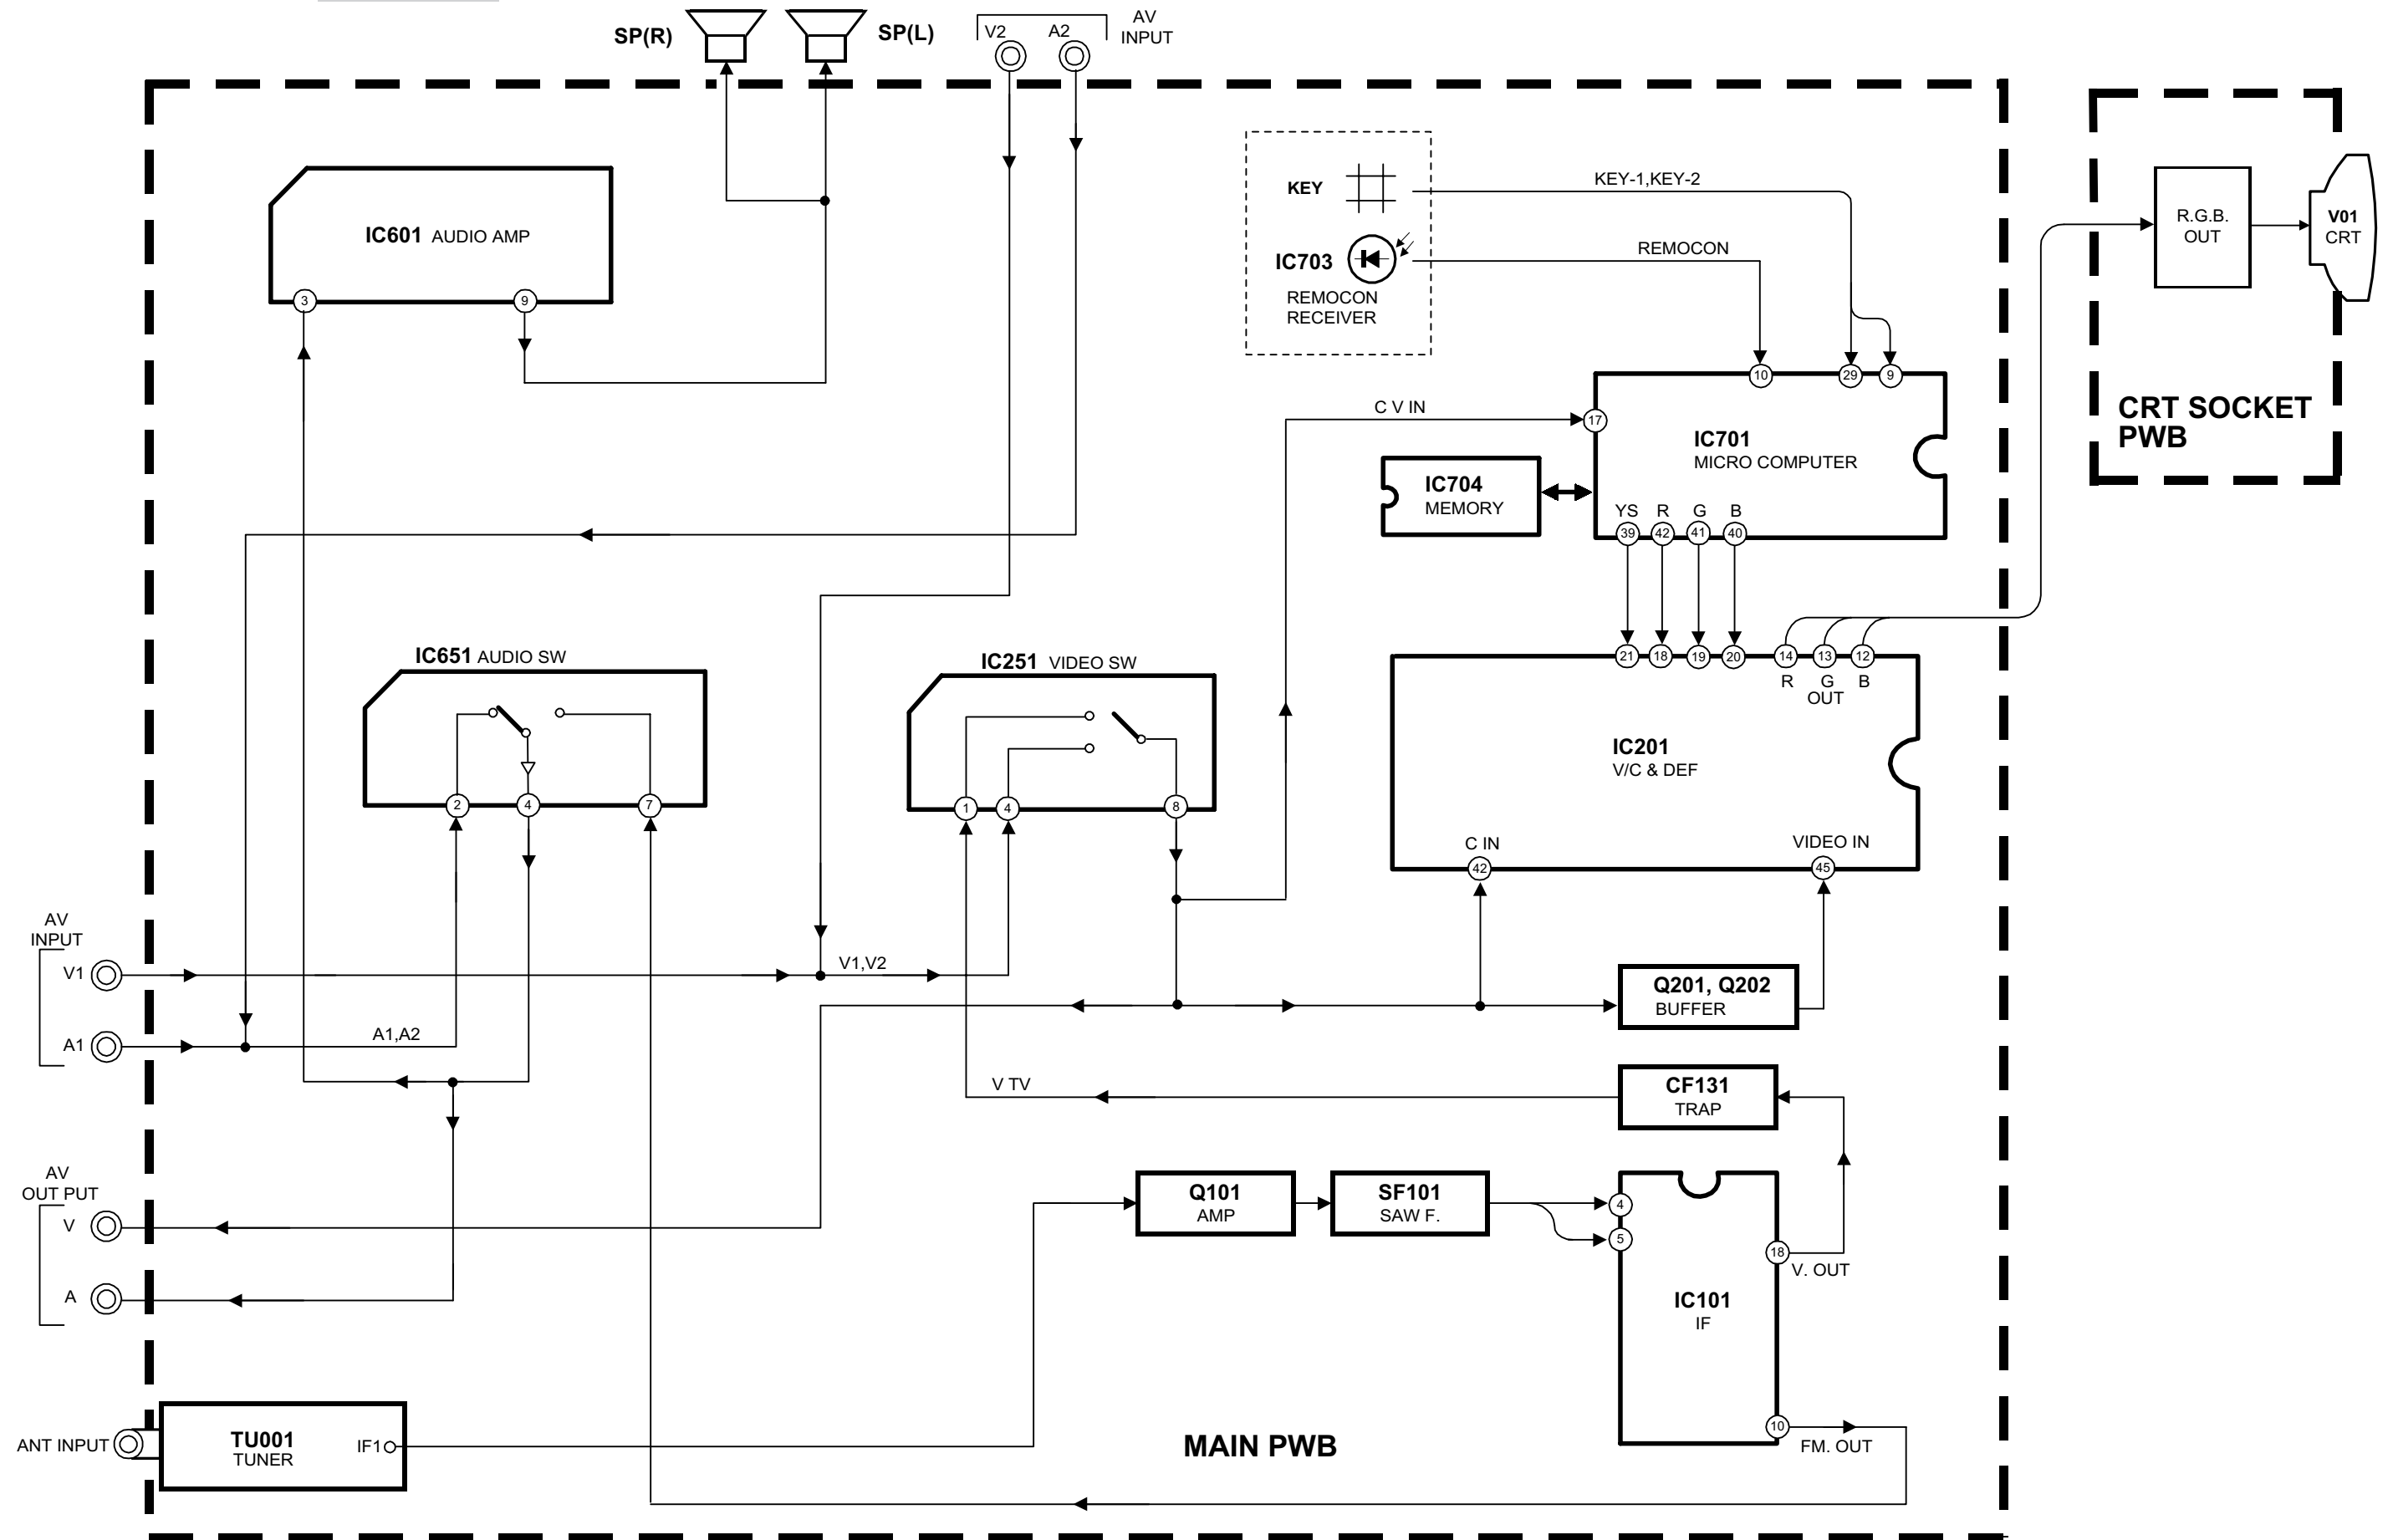 SP(R)
SP(L)
V2
A2
AV
INPUT
IC601 AUDIO AMP
3
9
KEY
KEY-1,KEY-2
IC703
REMOCON
REMOCON
RECEIVER
R.G.B.
OUT
V01
CRT
CRT SOCKET
PWB
10
29
9
C V IN
17
IC701
MICRO COMPUTER
IC704
MEMORY
YS
R
G
B
39
42
41
40
IC651 AUDIO SW
IC251 VIDEO SW
21
18
19
20
14
13
12
R
G
B
OUT
IC201
V/C & DEF
2
4
7
1
4
8
C IN
VIDEO IN
42
45
AV
INPUT
V1
V1,V2
A1
A1,A2
Q201, Q202
BUFFER
V TV
CF131
TRAP
AV
OUT PUT
V
A
Q101
AMP
SF101
SAW F.
4
5
18
V. OUT
IC101
IF
10
FM. OUT
ANT INPUT
TU001
TUNER
IF1
MAIN PWB